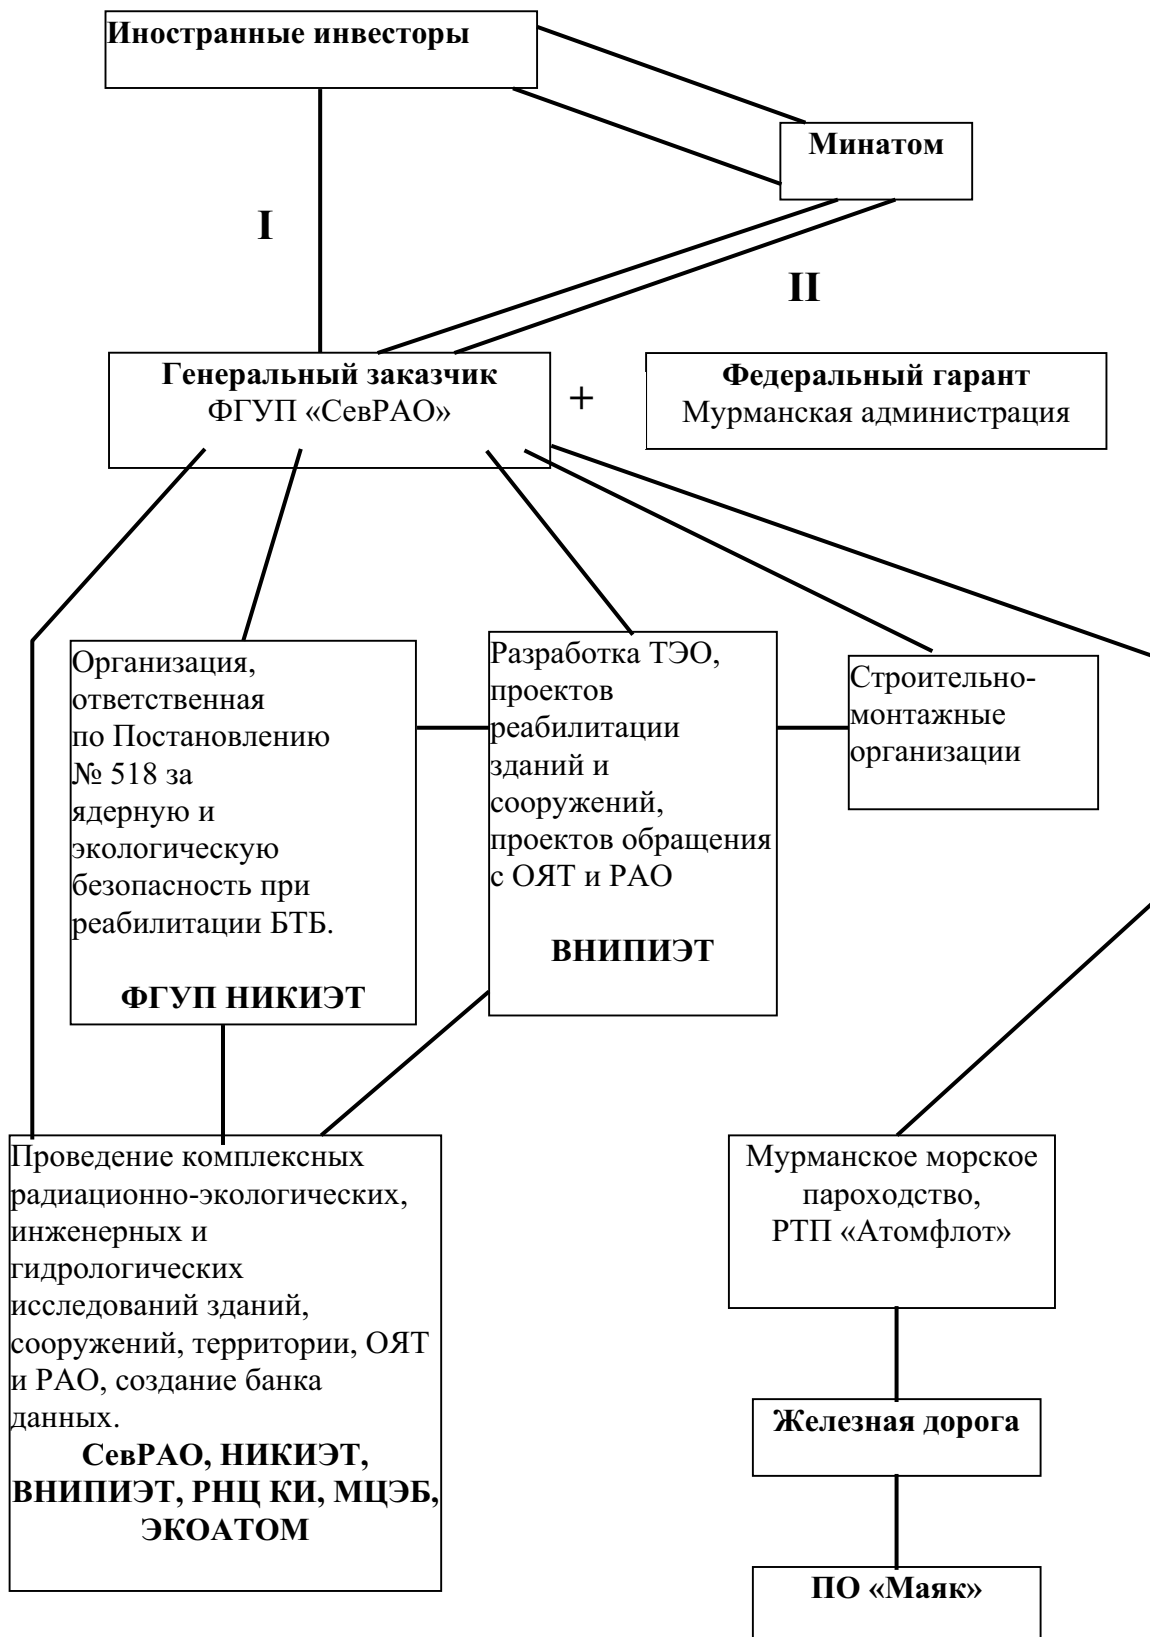 Иностранные инвесторы
Минатом
I
II
Генеральный заказчик
ФГУП «СевРАО»
+
Федеральный гарант
Мурманская администрация
Организация,
ответственная
по Постановлению
№ 518 за
ядерную и
экологическую
безопасность при
реабилитации БТБ.
ФГУП НИКИЭТ
Разработка ТЭО,
проектов
реабилитации
зданий и
сооружений,
проектов обращения
с ОЯТ и РАО
ВНИПИЭТ
Строительно-
монтажные
организации
Проведение комплексных
радиационно-экологических,
инженерных и
гидрологических
исследований зданий,
сооружений, территории, ОЯТ
и РАО, создание банка
данных.
СевРАО, НИКИЭТ,
ВНИПИЭТ, РНЦ КИ, МЦЭБ,
ЭКОАТОМ
Мурманское морское
пароходство,
РТП «Атомфлот»
Железная дорога
ПО «Маяк»